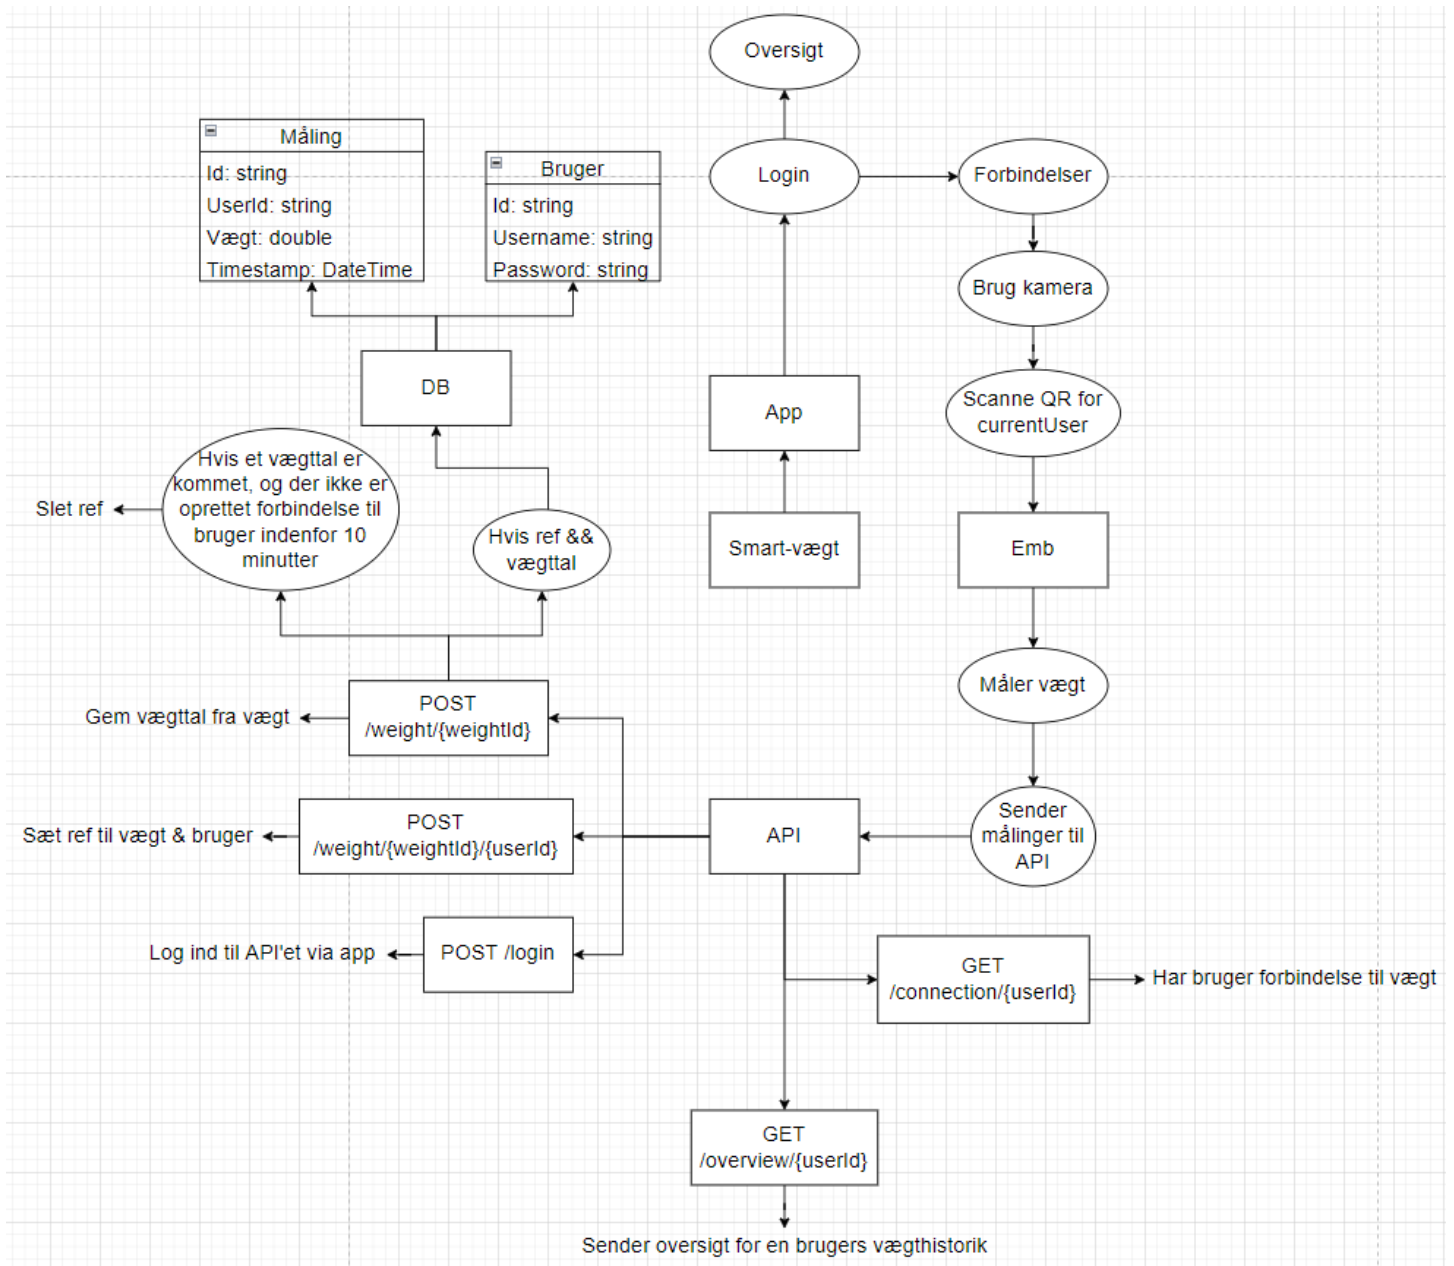 Oversigt
Måling
Id: string
UserId: string
Vægt: double
Timestamp: DateTime
Bruger
Id: string
Username: string
Password: string
Login
Forbindelser
Brug kamera
DB
App
Scanne QR for
currentUser
Hvis et vægttal er
kommet, og der ikke er
oprettet forbindelse til
bruger indenfor 10
minutter
Slet ref
Hvis ref &&
vægttal
Smart-vægt
Emb
Måler vægt
POST
/weight/{weightId}
Gem vægttal fra vægt
POST
/weight/{weightId}/{userId}
Sæt ref til vægt & bruger
API
Sender
målinger til
API
POST /login
Log ind til API'et via app
GET
/connection/{userId}
Har bruger forbindelse til vægt
GET
/overview/{userId}
Sender oversigt for en brugers vægthistorik